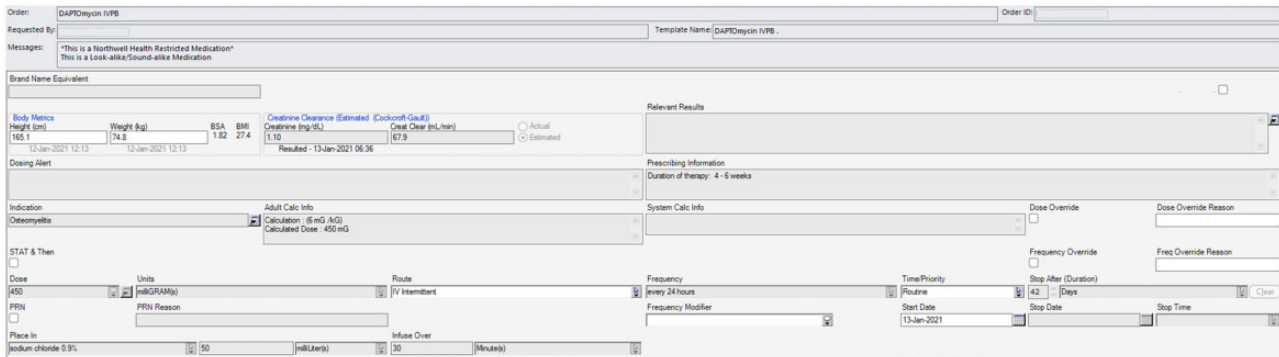 Order: DAPTOmycin IVPB Order ID:
Requested By: Template Name: DAPTOmycin IVPB .
Messages: *This is a Northwell Health Restricted Medication*
This is a Look-alike/Sound-alike Medication
Brand Name Equivalent
Relevant Results
Body Metrics Creatinine Clearance (Estimated (Cockcroft-Gault))
Height (cm) Weight (kg) BSA BMI Creatinine (mg/dL) Creat Clear (mL/min) Actual
165.1 74.8 1.82 27.4 1.10 67.9 Estimated
12-Jan-2021 12:13 12-Jan-2021 12:13 Resulted - 13-Jan-2021 06:36
Dosing Alert Prescribing Information
Duration of therapy: 4 - 6 weeks
Indication Adult Calc Info System Calc Info Dose Override Dose Override Reason
Osteomyelitis Calculation : (6 mG /kG)
Calculated Dose : 450 mG
STAT & Then Frequency Override Freq Override Reason
Dose Units Route Frequency Time/Priority Stop After (Duration)
450 milliGRAM(s) IV Intermittent every 24 hours Routine 42 Days Clear
PRN PRN Reason Frequency Modifier Start Date Stop Date Stop Time
13-Jan-2021
Place In Infuse Over
sodium chloride 0.9% 50 milliLiter(s) 30 Minute(s)